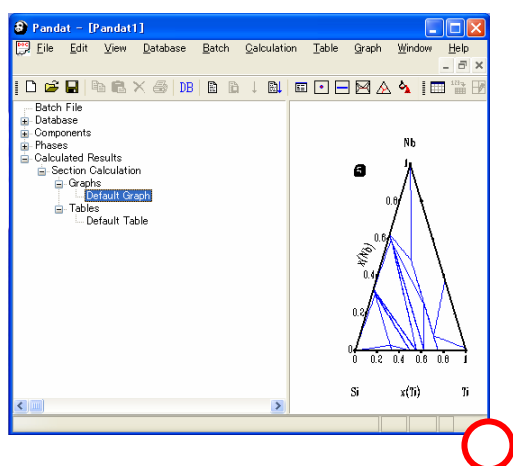 Pandat - [Pandat1]
File Edit View Database Batch Calculation Table Graph Window Help
DB
Batch File
Database
Components
Phases
Calculated Results
Section Calculation
Graphs
Default Graph
Tables
Default Table
Nb
1
0.8
0.6
x(Nb)
0.4
0.2
0
0 0.2 0.4 0.6 0.8 1
Si x(Ti) Ti